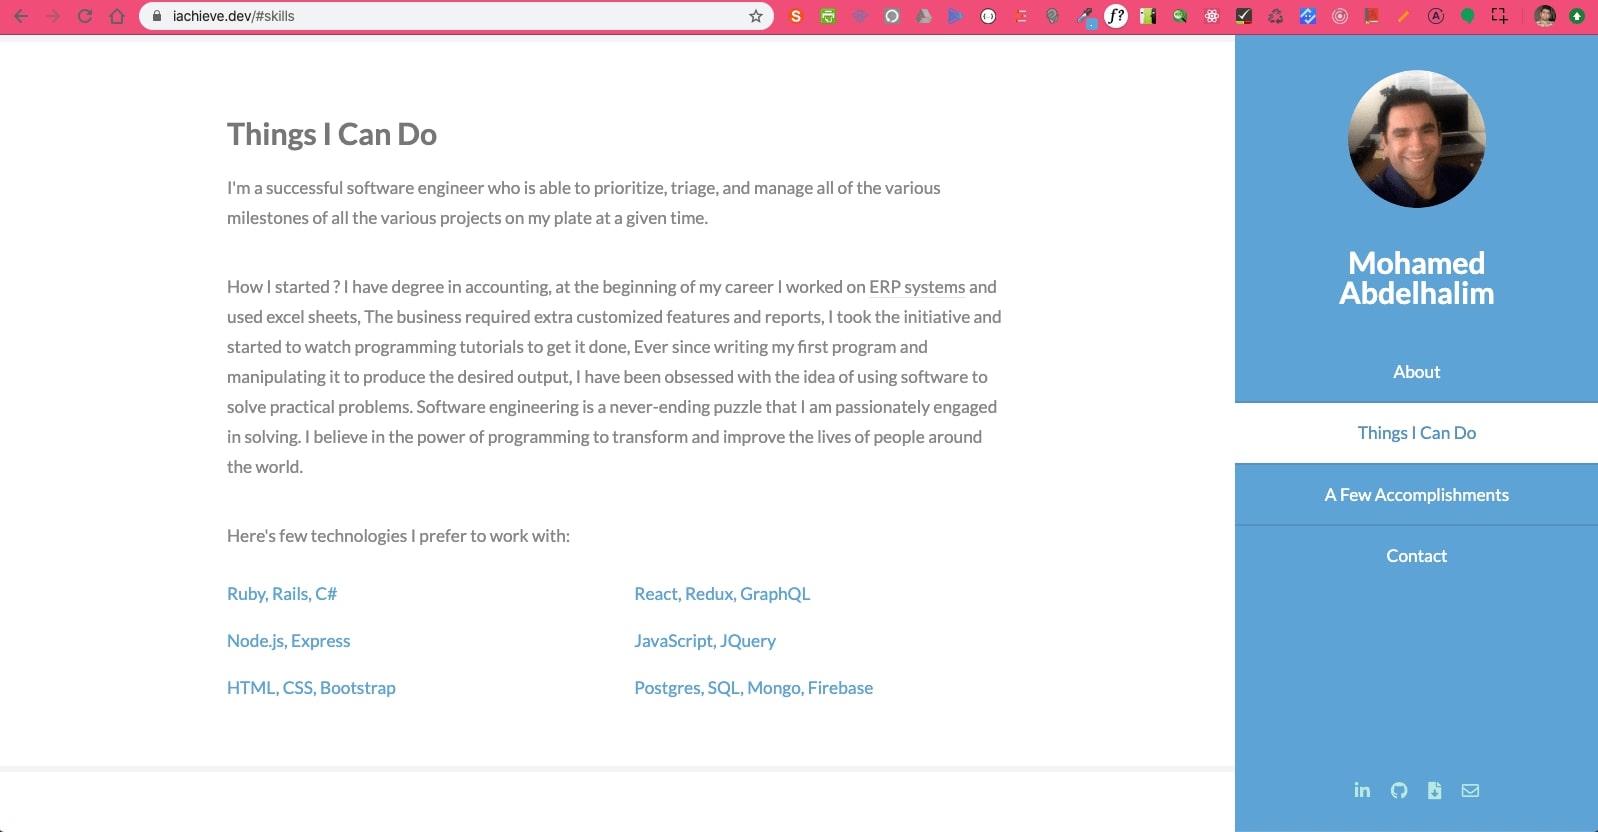 iachieve.dev/#skills
Things I Can Do
I'm a successful software engineer who is able to prioritize, triage, and manage all of the various
milestones of all the various projects on my plate at a given time.
How I started ? I have degree in accounting, at the beginning of my career I worked on ERP systems and
used excel sheets, The business required extra customized features and reports, I took the initiative and
started to watch programming tutorials to get it done, Ever since writing my first program and
manipulating it to produce the desired output, I have been obsessed with the idea of using software to
solve practical problems. Software engineering is a never-ending puzzle that I am passionately engaged
in solving. I believe in the power of programming to transform and improve the lives of people around
the world.
Here's few technologies I prefer to work with:
Ruby, Rails, C#
React, Redux, GraphQL
Node.js, Express
JavaScript, JQuery
HTML, CSS, Bootstrap
Postgres, SQL, Mongo, Firebase
Mohamed
Abdelhalim
About
Things I Can Do
A Few Accomplishments
Contact
in